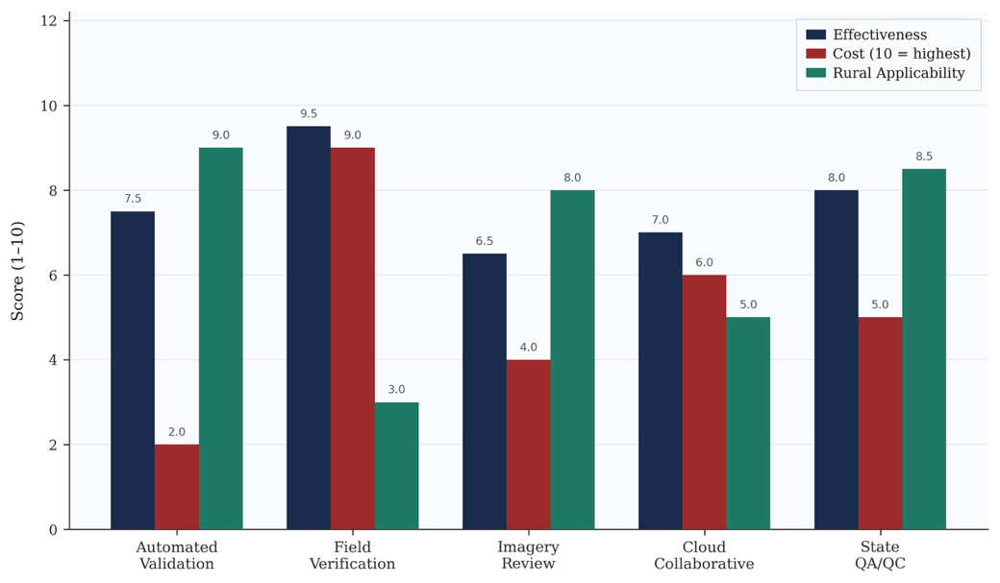 12
10
8
6
4
2
0
Score (1–10)
Effectiveness
Cost (10 = highest)
Rural Applicability
7.5
2.0
9.0
9.5
9.0
3.0
6.5
4.0
8.0
7.0
6.0
5.0
8.0
5.0
8.5
Automated
Validation
Field
Verification
Imagery
Review
Cloud
Collaborative
State
QA/QC